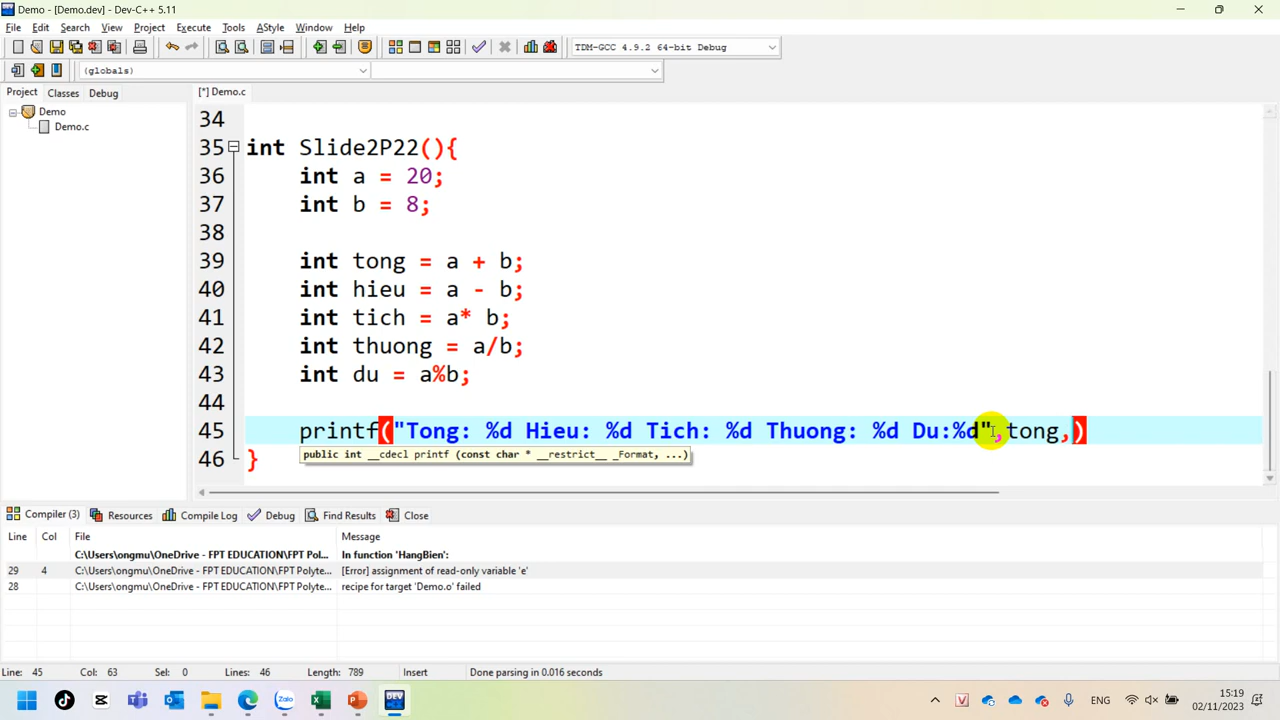 Demo - [Demo.dev] - Dev-C++ 5.11
File Edit Search View Project Execute Tools AStyle Window Help
TDM-GCC 4.9.2 64-bit Debug
(globals)
Project Classes Debug
[*] Demo.c
Demo
Demo.c
34
35 int Slide2P22(){
36 int a = 20;
37 int b = 8;
38
39 int tong = a + b;
40 int hieu = a - b;
41 int tich = a* b;
42 int thuong = a/b;
43 int du = a%b;
44
45 printf("Tong: %d Hieu: %d Tich: %d Thuong: %d Du:%d",tong,)
public int __cdecl printf (const char * __restrict__ _Format, ...)
46 }
Compiler (3) Resources Compile Log Debug Find Results Close
Line Col File Message
C:\Users\ongmu\OneDrive - FPT EDUCATION\FPT Pol... In function 'HangBien':
29 4 C:\Users\ongmu\OneDrive - FPT EDUCATION\FPT Polyte... [Error] assignment of read-only variable 'e'
28 C:\Users\ongmu\OneDrive - FPT EDUCATION\FPT Polyte... recipe for target 'Demo.o' failed
Line: 45 Col: 63 Sel: 0 Lines: 46 Length: 789 Insert Done parsing in 0.016 seconds
Zalo DEV V ENG 15:19
02/11/2023